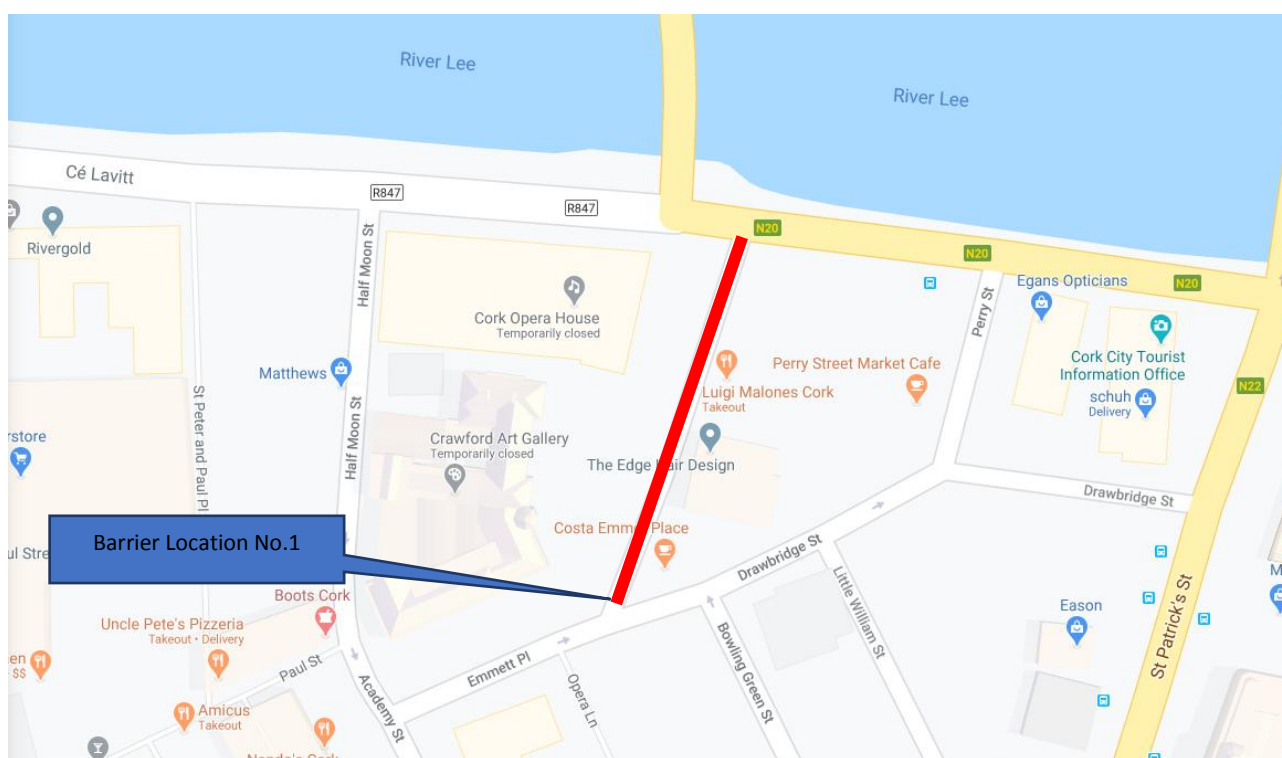 River Lee
River Lee
Cé Lavitt
R847
R847
N20
N20
N20
Rivergold
Half Moon St
Egans Opticians
Perry St
Cork Opera House
Temporarily closed
Cork City Tourist
Information Office
Matthews
Perry Street Market Cafe
Luigi Malones Cork
Takeout
schuh
Delivery
N22
St Peter and Paul Pl
Half Moon St
Crawford Art Gallery
Temporarily closed
The Edge Hair Design
Drawbridge St
Barrier Location No.1
Costa Emmet Place
Drawbridge St
Little William St
Boots Cork
Eason
St Patrick's St
Uncle Pete's Pizzeria
Takeout • Delivery
Paul St
Emmett Pl
Bowling Green St
Opera Ln
Academy St
$$
Amicus
Takeout